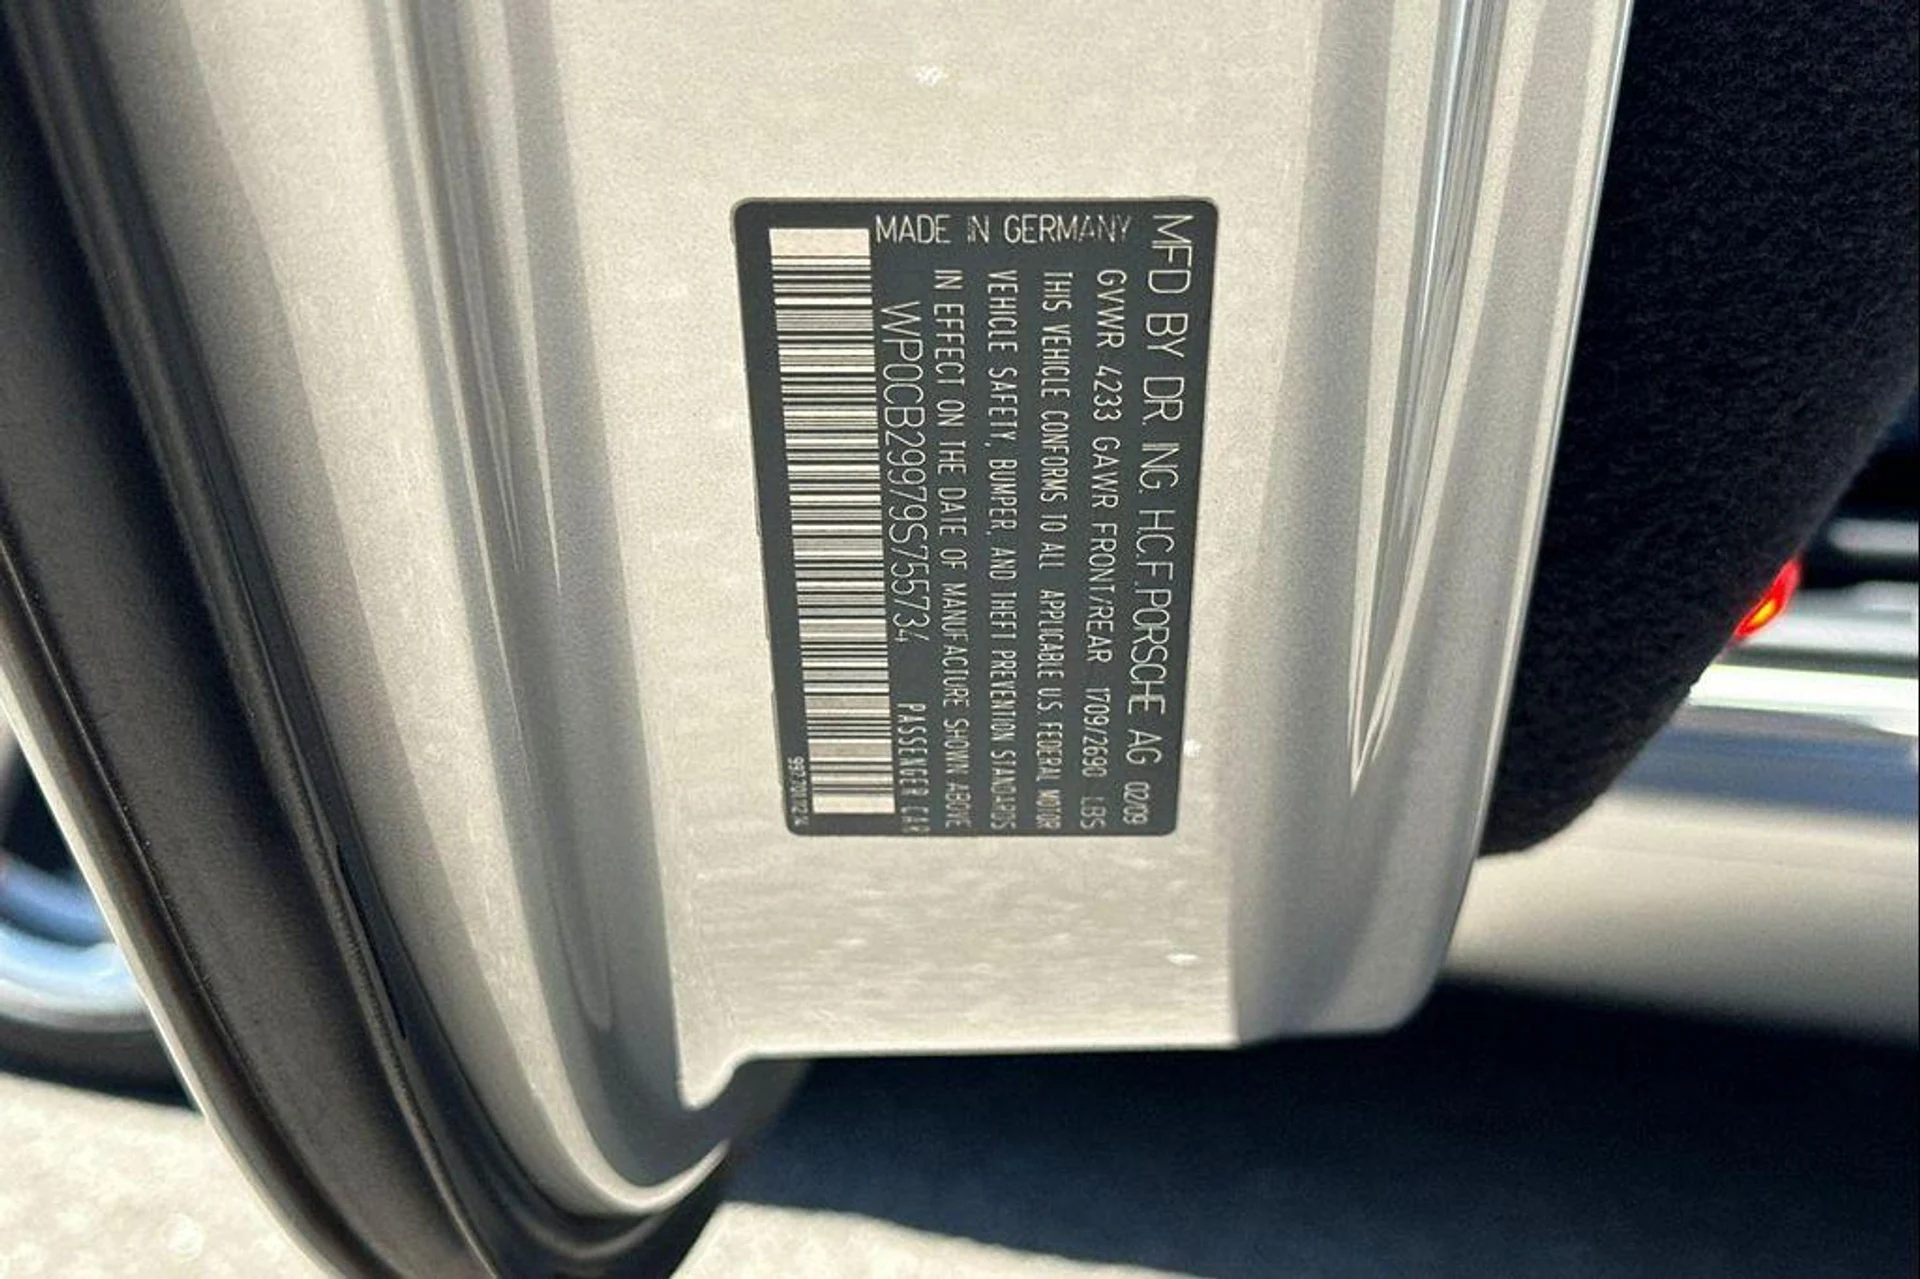 MFD BY DR. ING. H.C.F. PORSCHE AG 02/09
GVWR 4233 GAWR FRONT/REAR 1709/2690 LBS
THIS VEHICLE CONFORMS TO ALL APPLICABLE U.S. FEDERAL MOTOR
VEHICLE SAFETY, BUMPER, AND THEFT PREVENTION STANDARDS
IN EFFECT ON THE DATE OF MANUFACTURE SHOWN ABOVE
WP0CB29979S755734 PASSENGER CAR
MADE IN GERMANY